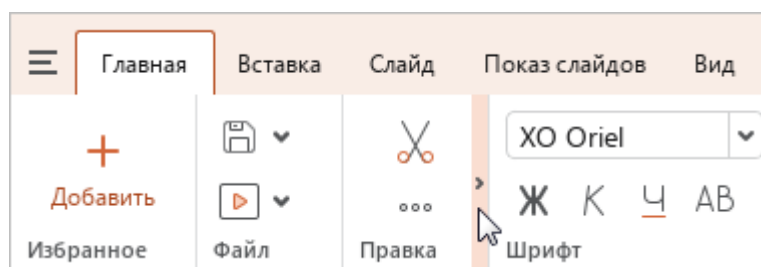 Главная Вставка Слайд Показ слайдов Вид
XO Oriel
Добавить Ж К Ч АВ
Избранное Файл Правка Шрифт